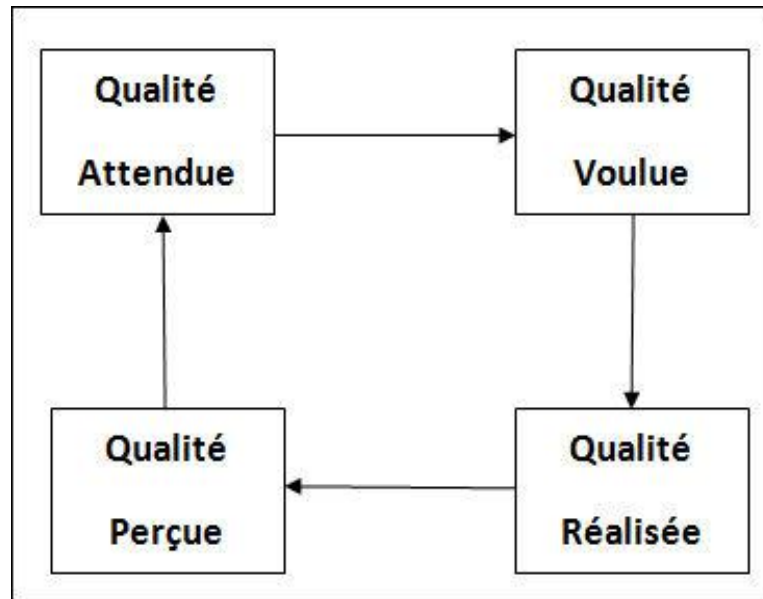 Qualité
Attendue
Qualité
Voulue
Qualité
Perçue
Qualité
Réalisée